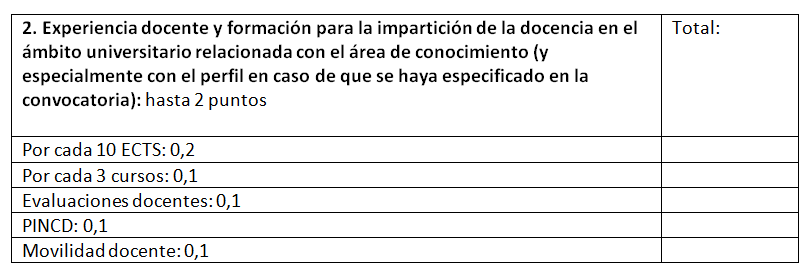 2. Experiencia docente y formación para la impartición de la docencia en el
ámbito universitario relacionada con el área de conocimiento (y
especialmente con el perfil en caso de que se haya especificado en la
convocatoria): hasta 2 puntos
Total:
Por cada 10 ECTS: 0,2
Por cada 3 cursos: 0,1
Evaluaciones docentes: 0,1
PINCD: 0,1
Movilidad docente: 0,1